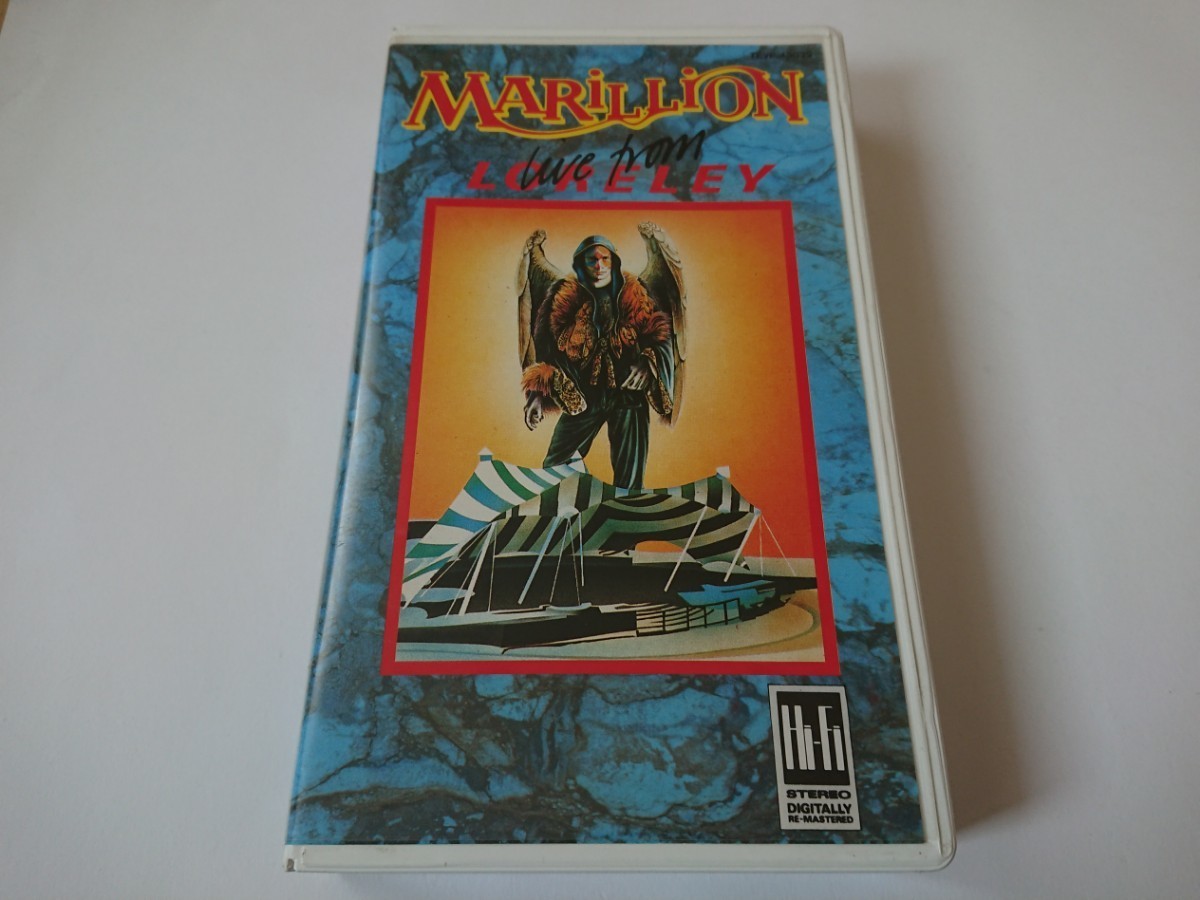 MARiLLiON
Live from
LORELEY
Hi-Fi
STEREO
DIGITALLY
RE-MASTERED